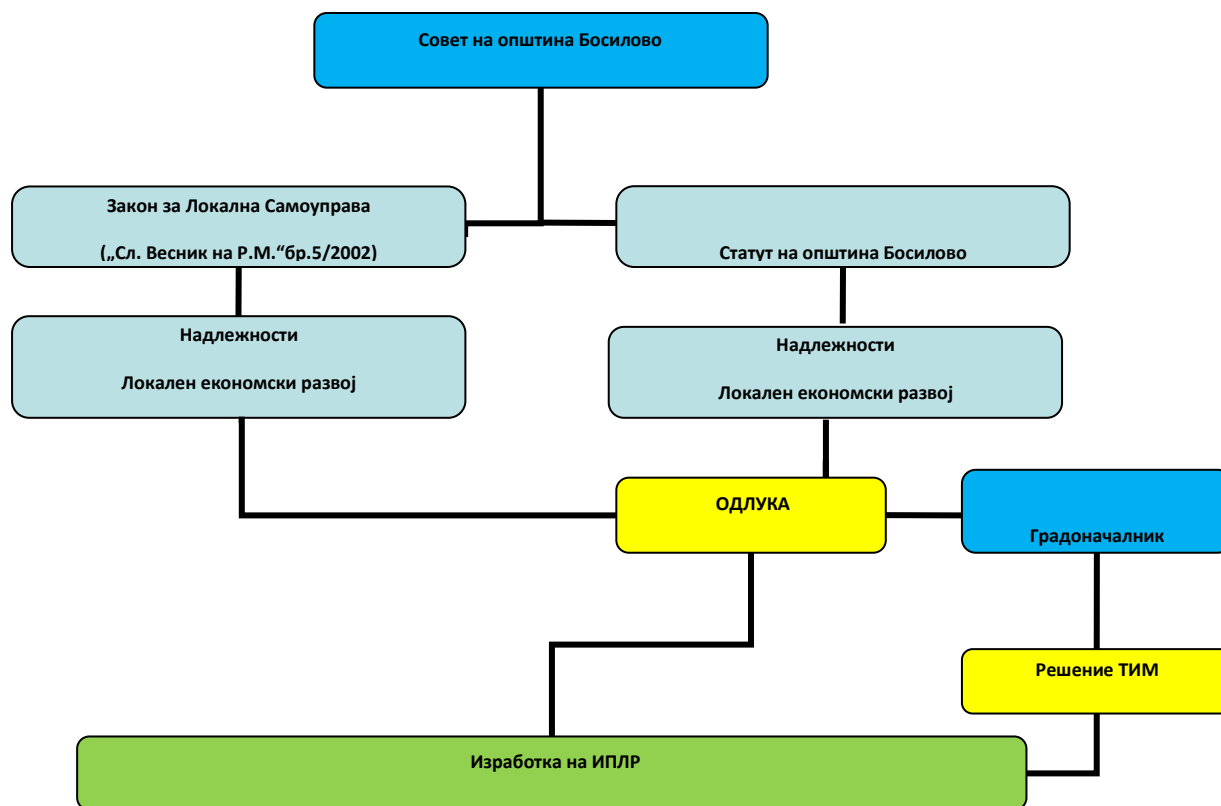 Совет на општина Босилово
Закон за Локална Самоуправа
(„Сл. Весник на Р.М.“бр.5/2002)
Статут на општина Босилово
Надлежности
Локален економски развој
Надлежности
Локален економски развој
ОДЛУКА
Градоначалник
Решение ТИМ
Изработка на ИПЛР